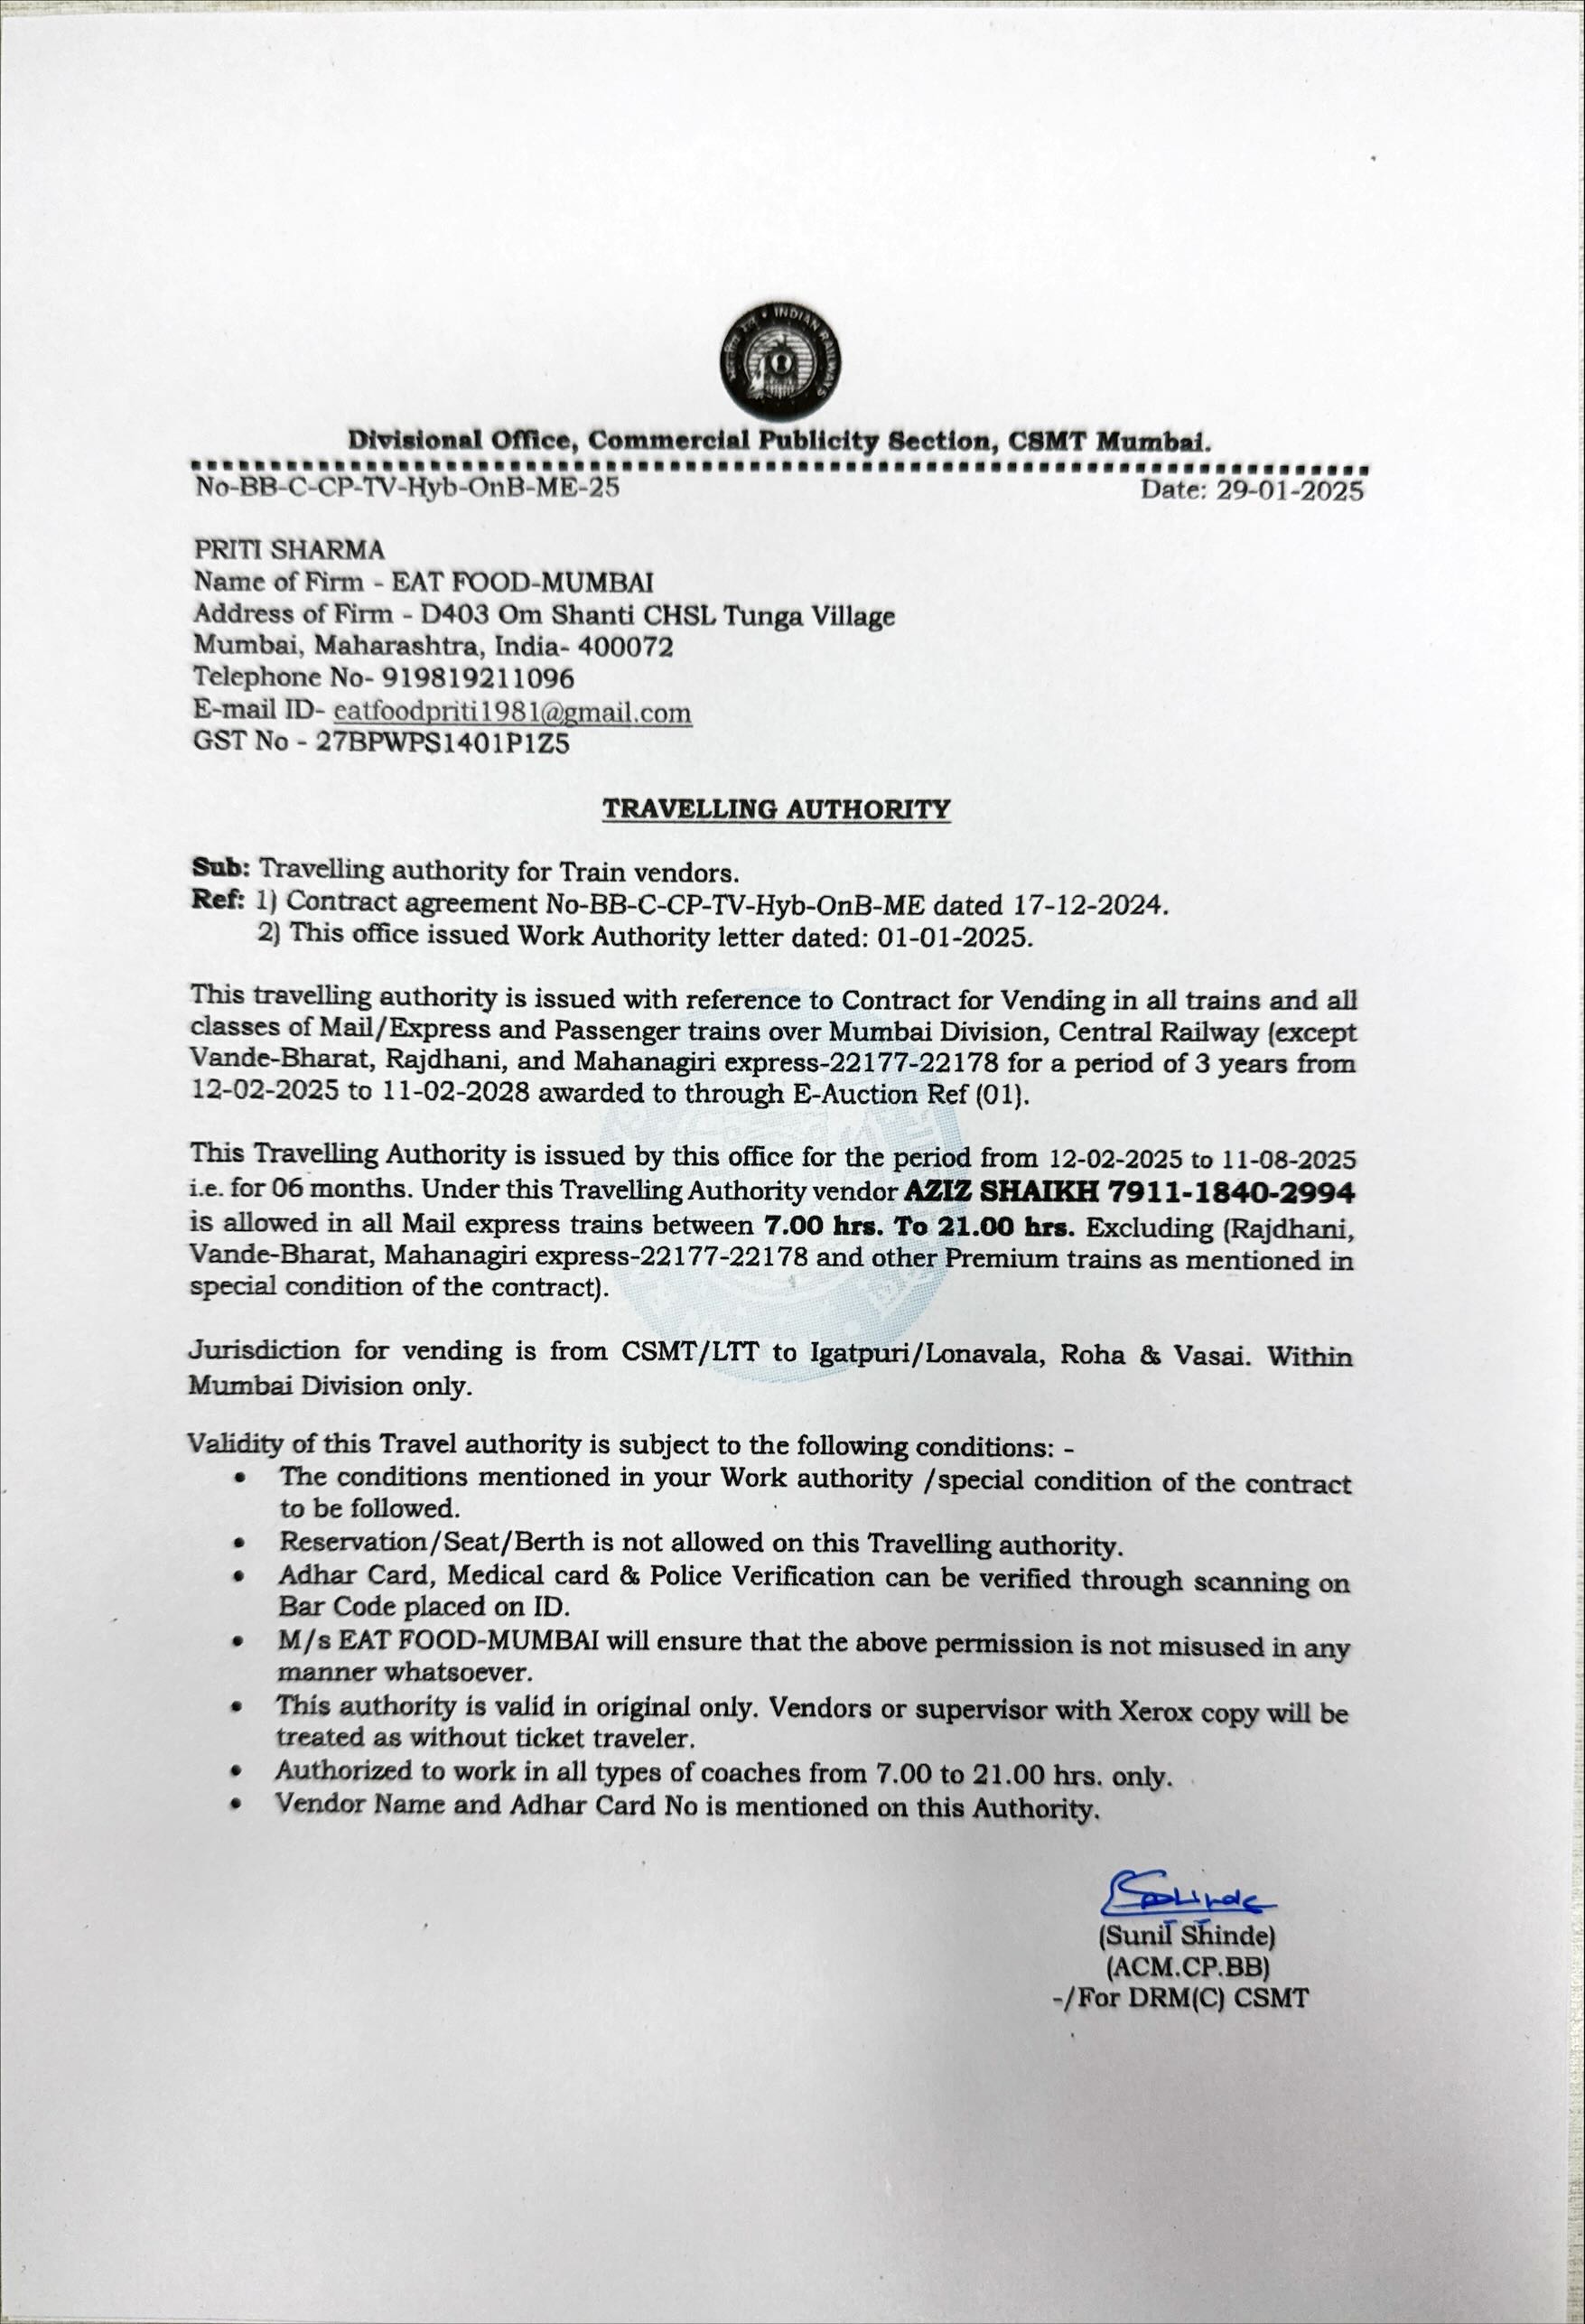 INDIAN RAILWAYS
Divisional Office, Commercial Publicity Section, CSMT Mumbai.
No-BB-C-CP-TV-Hyb-OnB-ME-25 Date: 29-01-2025
PRITI SHARMA
Name of Firm - EAT FOOD-MUMBAI
Address of Firm - D403 Om Shanti CHSL Tunga Village
Mumbai, Maharashtra, India- 400072
Telephone No- 919819211096
E-mail ID- eatfoodpriti1981@gmail.com
GST No - 27BPWPS1401P1Z5
TRAVELLING AUTHORITY
Sub: Travelling authority for Train vendors.
Ref: 1) Contract agreement No-BB-C-CP-TV-Hyb-OnB-ME dated 17-12-2024.
2) This office issued Work Authority letter dated: 01-01-2025.
This travelling authority is issued with reference to Contract for Vending in all trains and all
classes of Mail/Express and Passenger trains over Mumbai Division, Central Railway (except
Vande-Bharat, Rajdhani, and Mahanagiri express-22177-22178 for a period of 3 years from
12-02-2025 to 11-02-2028 awarded to through E-Auction Ref (01).
This Travelling Authority is issued by this office for the period from 12-02-2025 to 11-08-2025
i.e. for 06 months. Under this Travelling Authority vendor AZIZ SHAIKH 7911-1840-2994
is allowed in all Mail express trains between 7.00 hrs. To 21.00 hrs. Excluding (Rajdhani,
Vande-Bharat, Mahanagiri express-22177-22178 and other Premium trains as mentioned in
special condition of the contract).
Jurisdiction for vending is from CSMT/LTT to Igatpuri/Lonavala, Roha & Vasai. Within
Mumbai Division only.
Validity of this Travel authority is subject to the following conditions: -
• The conditions mentioned in your Work authority /special condition of the contract
to be followed.
• Reservation/Seat/Berth is not allowed on this Travelling authority.
• Adhar Card, Medical card & Police Verification can be verified through scanning on
Bar Code placed on ID.
• M/s EAT FOOD-MUMBAI will ensure that the above permission is not misused in any
manner whatsoever.
• This authority is valid in original only. Vendors or supervisor with Xerox copy will be
treated as without ticket traveler.
• Authorized to work in all types of coaches from 7.00 to 21.00 hrs. only.
• Vendor Name and Adhar Card No is mentioned on this Authority.
(Sunil Shinde)
(ACM.CP.BB)
-/For DRM(C) CSMT